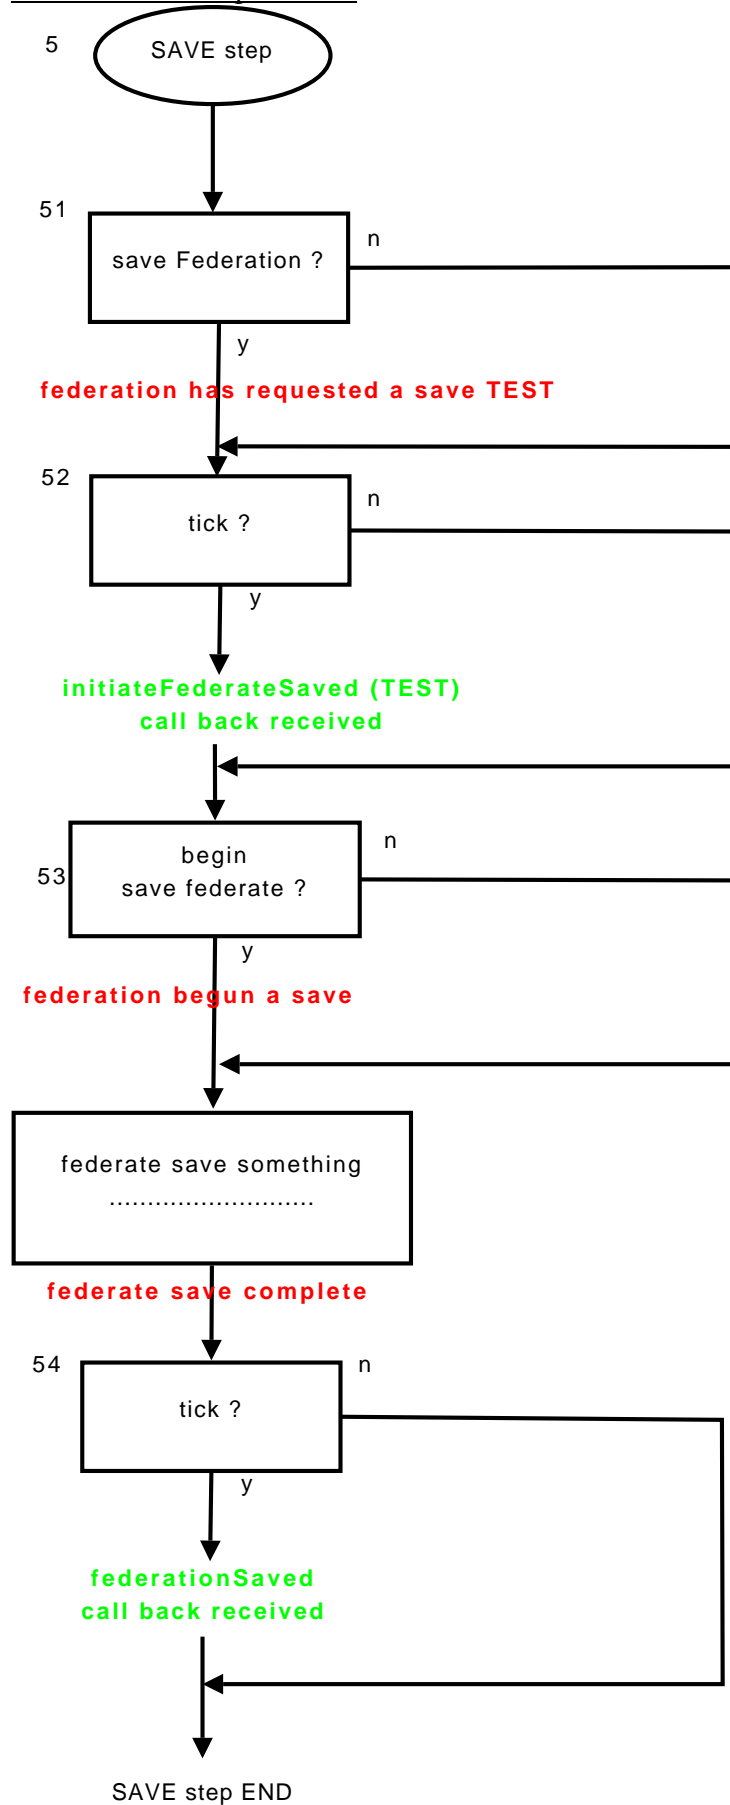 5
SAVE step
51
save Federation ?
n
y
federation has requested a save TEST
52
tick ?
n
y
initiateFederateSaved (TEST)
call back received
53
begin
save federate ?
n
y
federation begun a save
federate save something
...........................
federate save complete
54
tick ?
n
y
federationSaved
call back received
SAVE step END